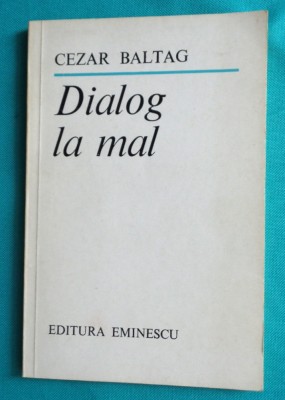 CEZAR BALTAG
Dialog
la mal
EDITURA EMINESCU